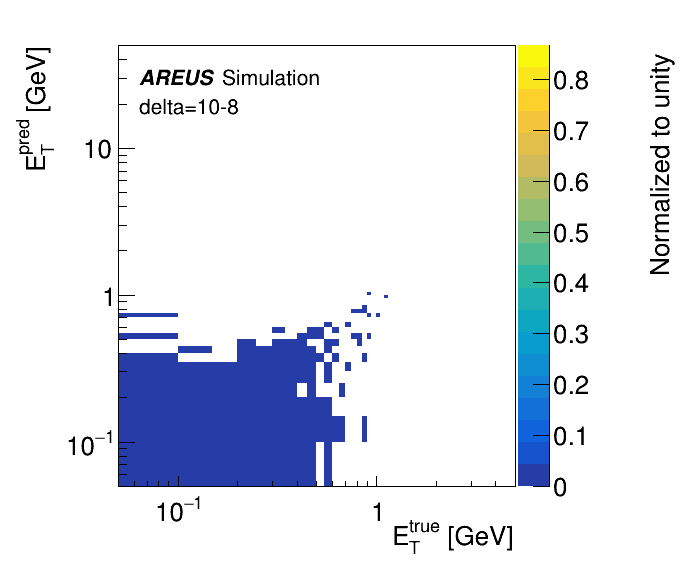 AREUS Simulation
delta=10-8
E_T^pred [GeV]
10
1
10^−1
10^−1
1
E_T^true [GeV]
0.8
0.7
0.6
0.5
0.4
0.3
0.2
0.1
0
Normalized to unity